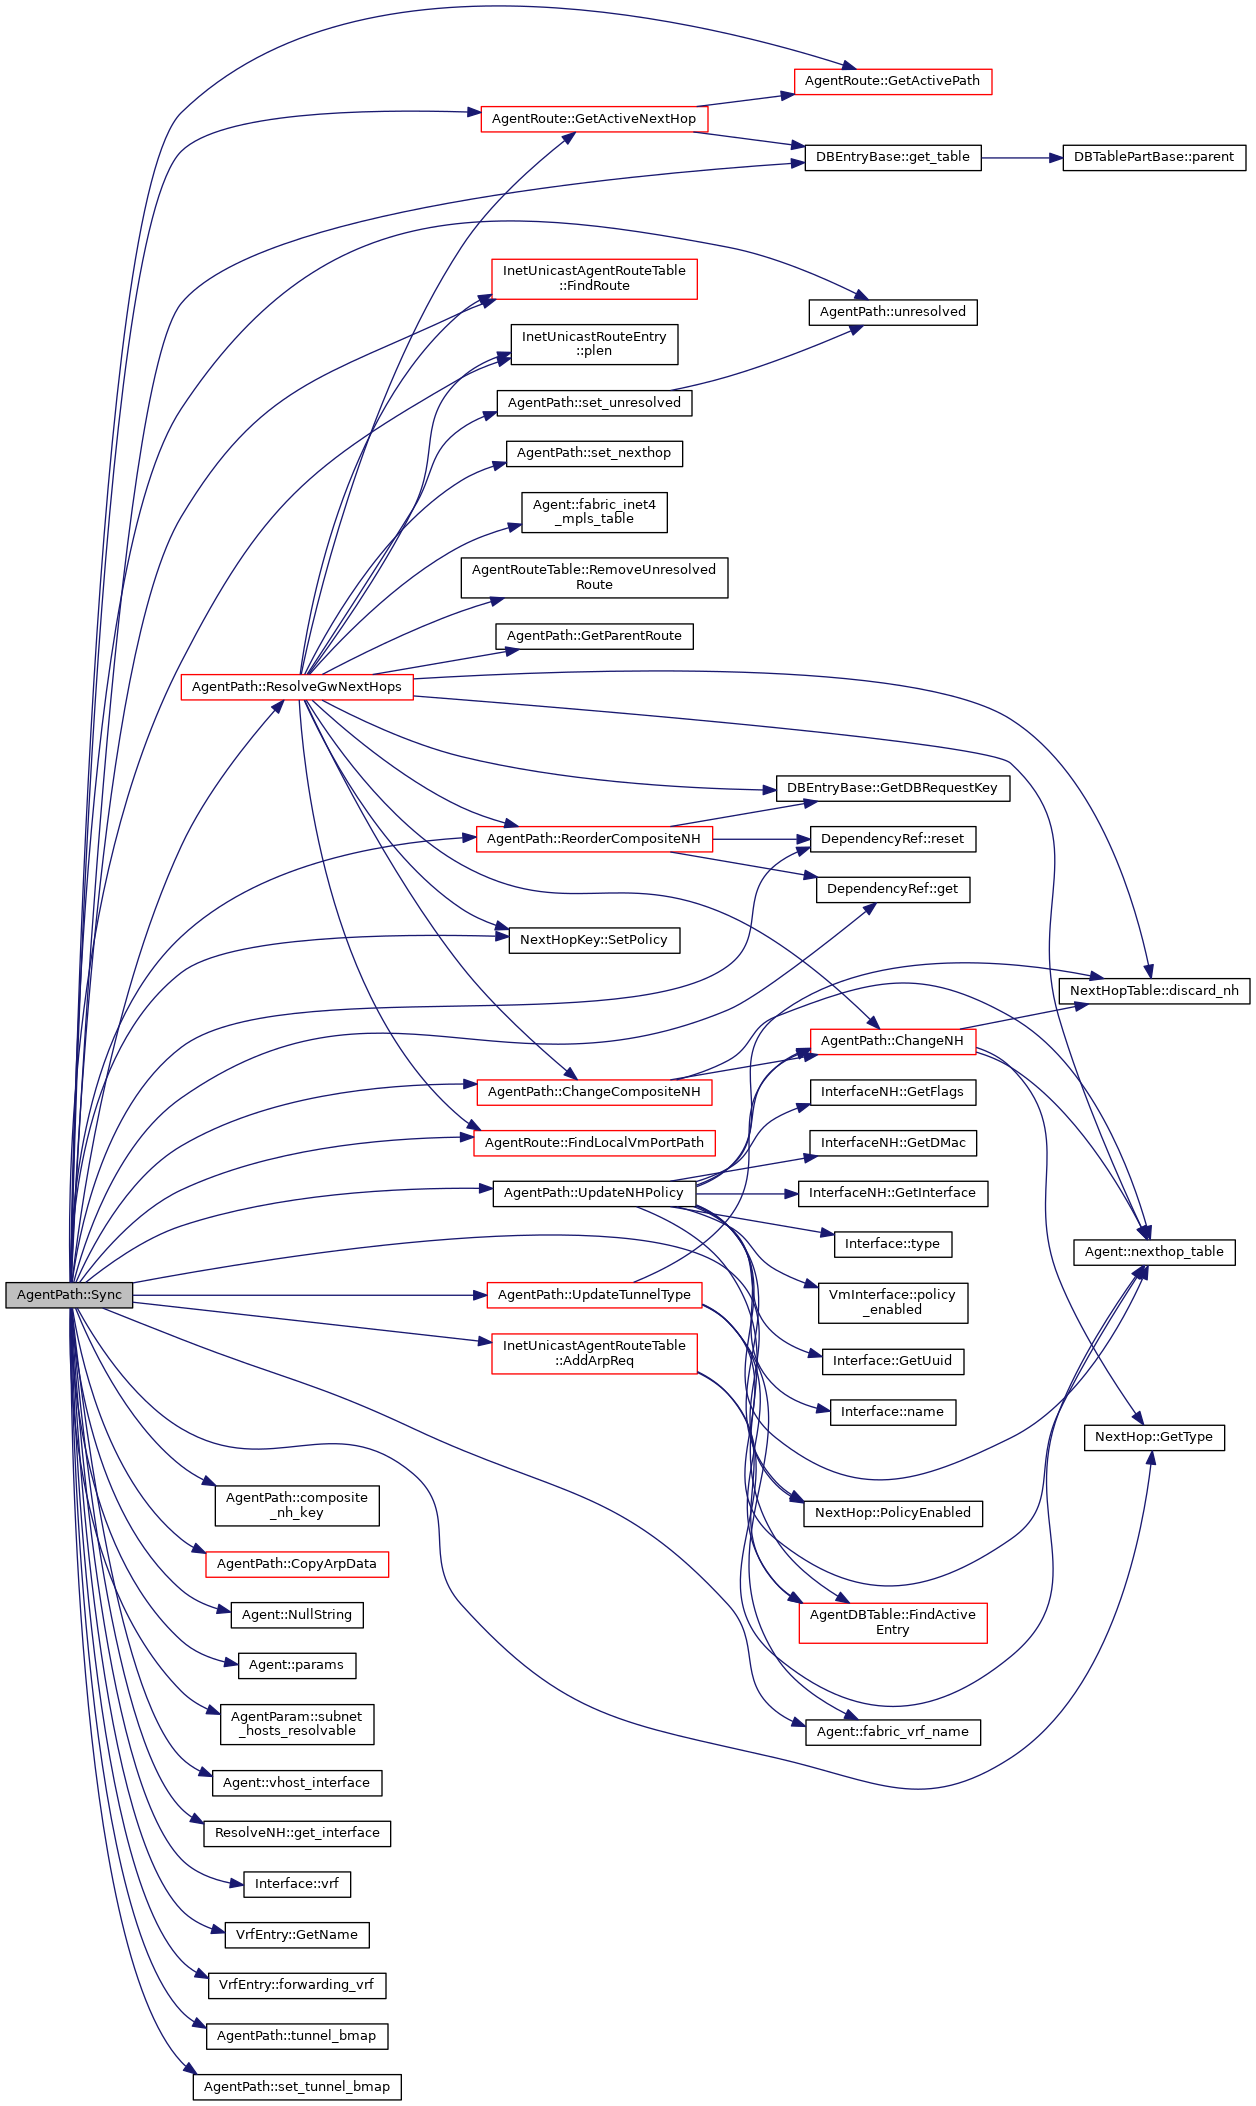 AgentRoute::GetActivePath
AgentRoute::GetActiveNextHop
DBEntryBase::get_table
DBTablePartBase::parent
InetUnicastAgentRouteTable
::FindRoute
AgentPath::unresolved
InetUnicastRouteEntry
::plen
AgentPath::set_unresolved
AgentPath::set_nexthop
Agent::fabric_inet4
_mpls_table
AgentRouteTable::RemoveUnresolved
Route
AgentPath::GetParentRoute
AgentPath::ResolveGwNextHops
DBEntryBase::GetDBRequestKey
AgentPath::ReorderCompositeNH
DependencyRef::reset
DependencyRef::get
NextHopKey::SetPolicy
NextHopTable::discard_nh
AgentPath::ChangeNH
AgentPath::ChangeCompositeNH
InterfaceNH::GetFlags
AgentRoute::FindLocalVmPortPath
InterfaceNH::GetDMac
AgentPath::UpdateNHPolicy
InterfaceNH::GetInterface
Interface::type
Agent::nexthop_table
AgentPath::Sync
AgentPath::UpdateTunnelType
VmInterface::policy
_enabled
InetUnicastAgentRouteTable
::AddArpReq
Interface::GetUuid
Interface::name
NextHop::GetType
AgentPath::composite
_nh_key
NextHop::PolicyEnabled
AgentPath::CopyArpData
Agent::NullString
AgentDBTable::FindActive
Entry
Agent::params
AgentParam::subnet
_hosts_resolvable
Agent::fabric_vrf_name
Agent::vhost_interface
ResolveNH::get_interface
Interface::vrf
VrfEntry::GetName
VrfEntry::forwarding_vrf
AgentPath::tunnel_bmap
AgentPath::set_tunnel_bmap